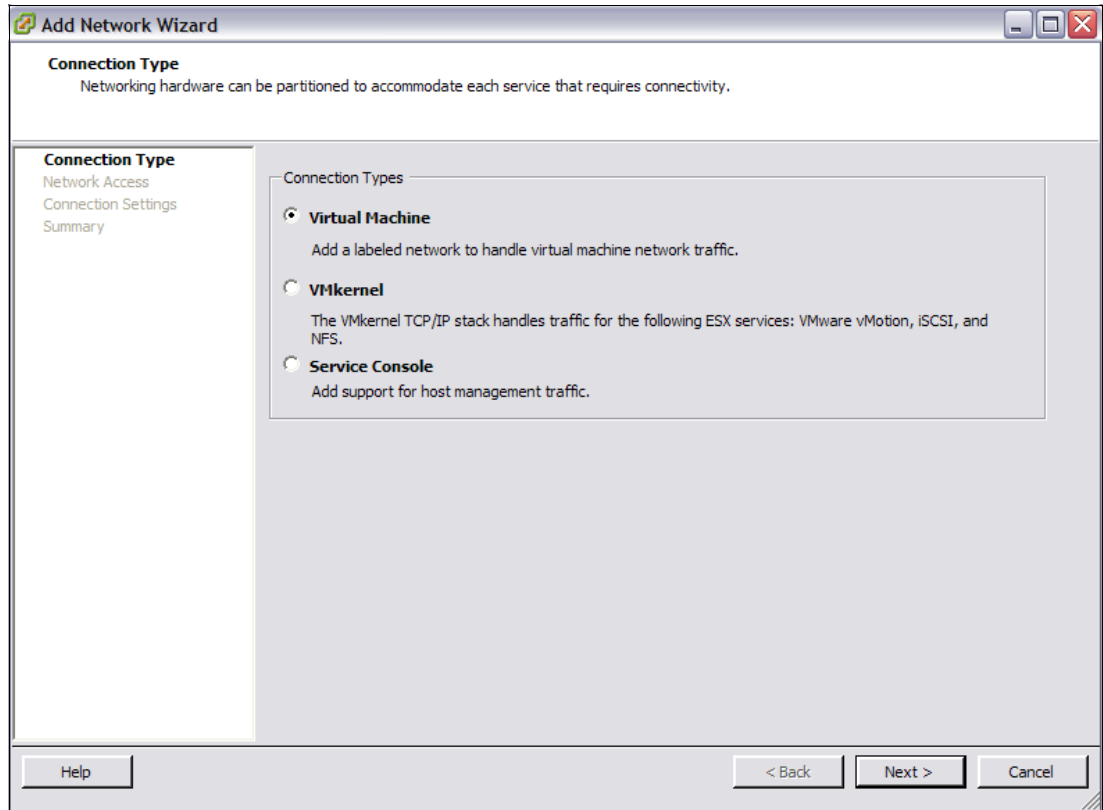 Add Network Wizard
Connection Type
Networking hardware can be partitioned to accommodate each service that requires connectivity.
Connection Type
Network Access
Connection Settings
Summary
Connection Types
Virtual Machine
Add a labeled network to handle virtual machine network traffic.
VMkernel
The VMkernel TCP/IP stack handles traffic for the following ESX services: VMware vMotion, iSCSI, and
NFS.
Service Console
Add support for host management traffic.
Help
< Back
Next >
Cancel